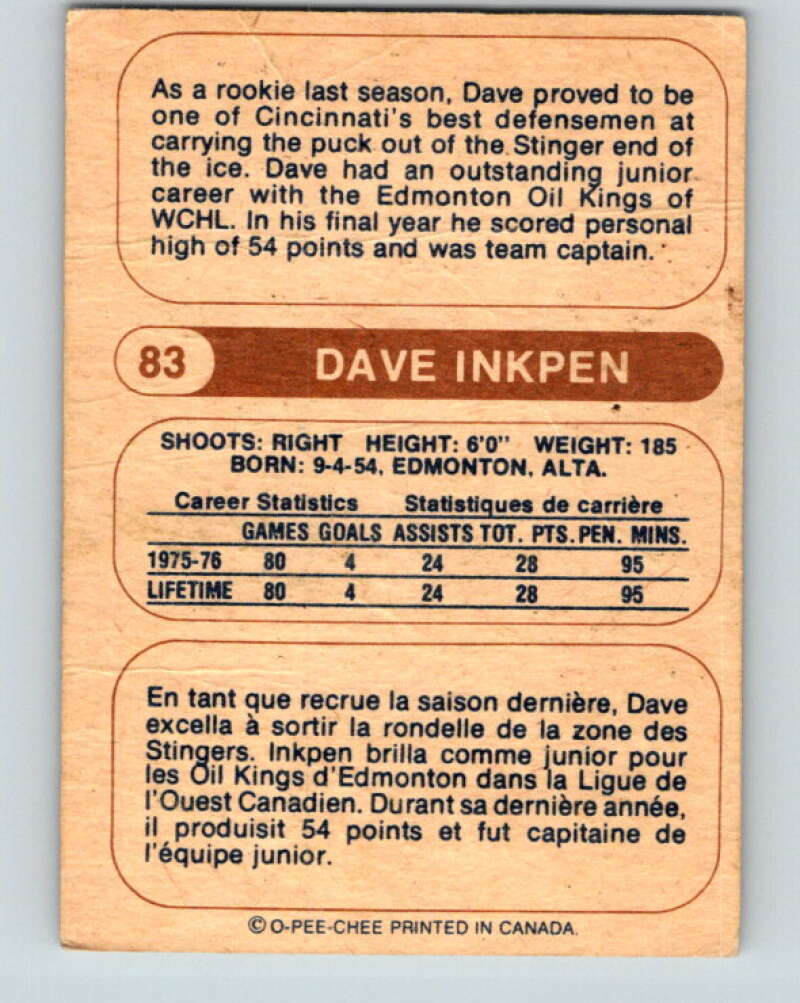 As a rookie last season, Dave proved to be
one of Cincinnati's best defensemen at
carrying the puck out of the Stinger end of
the ice. Dave had an outstanding junior
career with the Edmonton Oil Kings of
WCHL. In his final year he scored personal
high of 54 points and was team captain.
83 DAVE INKPEN
SHOOTS: RIGHT HEIGHT: 6'0" WEIGHT: 185
BORN: 9-4-54, EDMONTON, ALTA.
Career Statistics Statistiques de carrière
GAMES GOALS ASSISTS TOT. PTS. PEN. MINS.
1975-76 80 4 24 28 95
LIFETIME 80 4 24 28 95
En tant que recrue la saison dernière, Dave
excella à sortir la rondelle de la zone des
Stingers. Inkpen brilla comme junior pour
les Oil Kings d'Edmonton dans la Ligue de
l'Ouest Canadien. Durant sa dernière année,
il produisit 54 points et fut capitaine de
l'équipe junior.
© O-PEE-CHEE PRINTED IN CANADA.